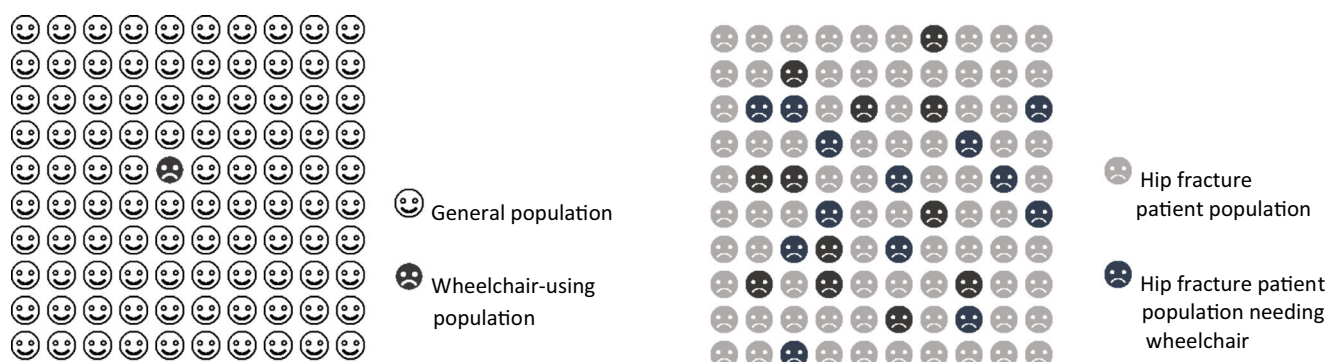 General population
Wheelchair-using
population
Hip fracture
patient population
Hip fracture patient
population needing
wheelchair